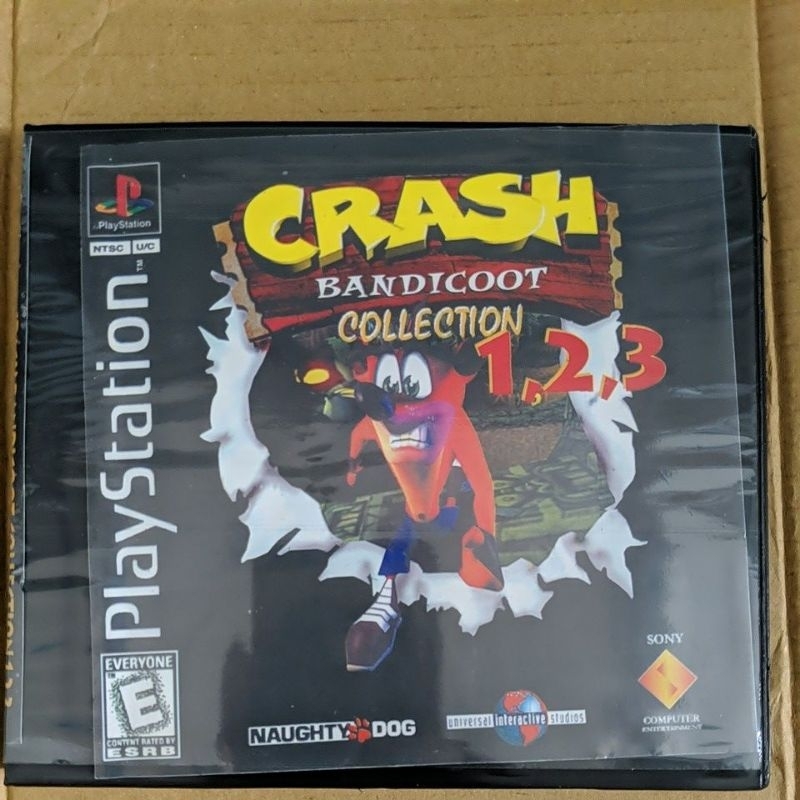 PlayStation
NTSC U/C
PlayStation™
CRASH
BANDICOOT
COLLECTION
1,2,3
EVERYONE
E
CONTENT RATED BY
ESRB
NAUGHTY DOG
universal interactive studios
SONY
COMPUTER
ENTERTAINMENT